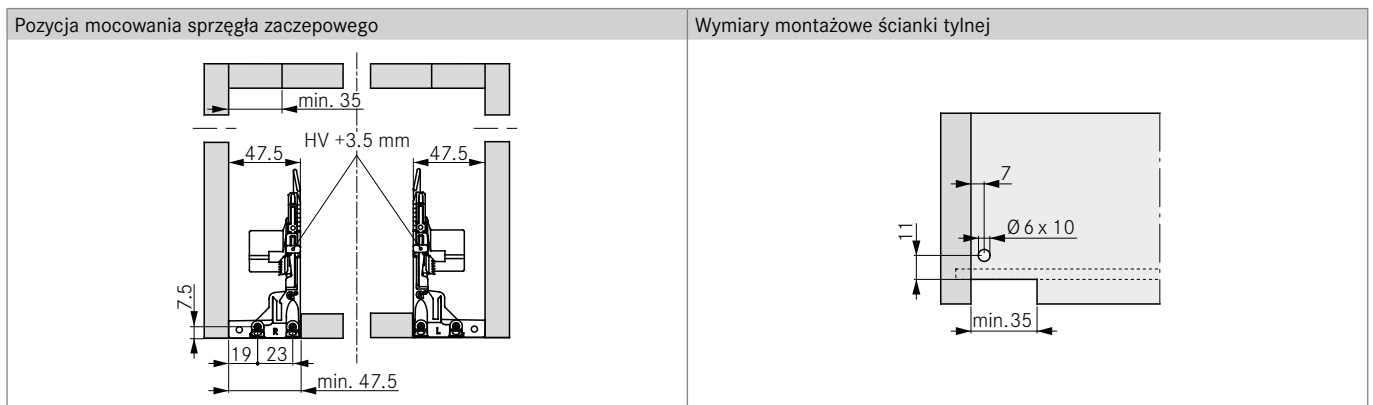 Pozycja mocowania sprzęgła zaczepowego
Wymiary montażowe ścianki tylnej
min. 35
HV +3.5 mm
47.5
47.5
7.5
R
L
19
23
min. 47.5
7
Ø 6 x 10
11
min.35